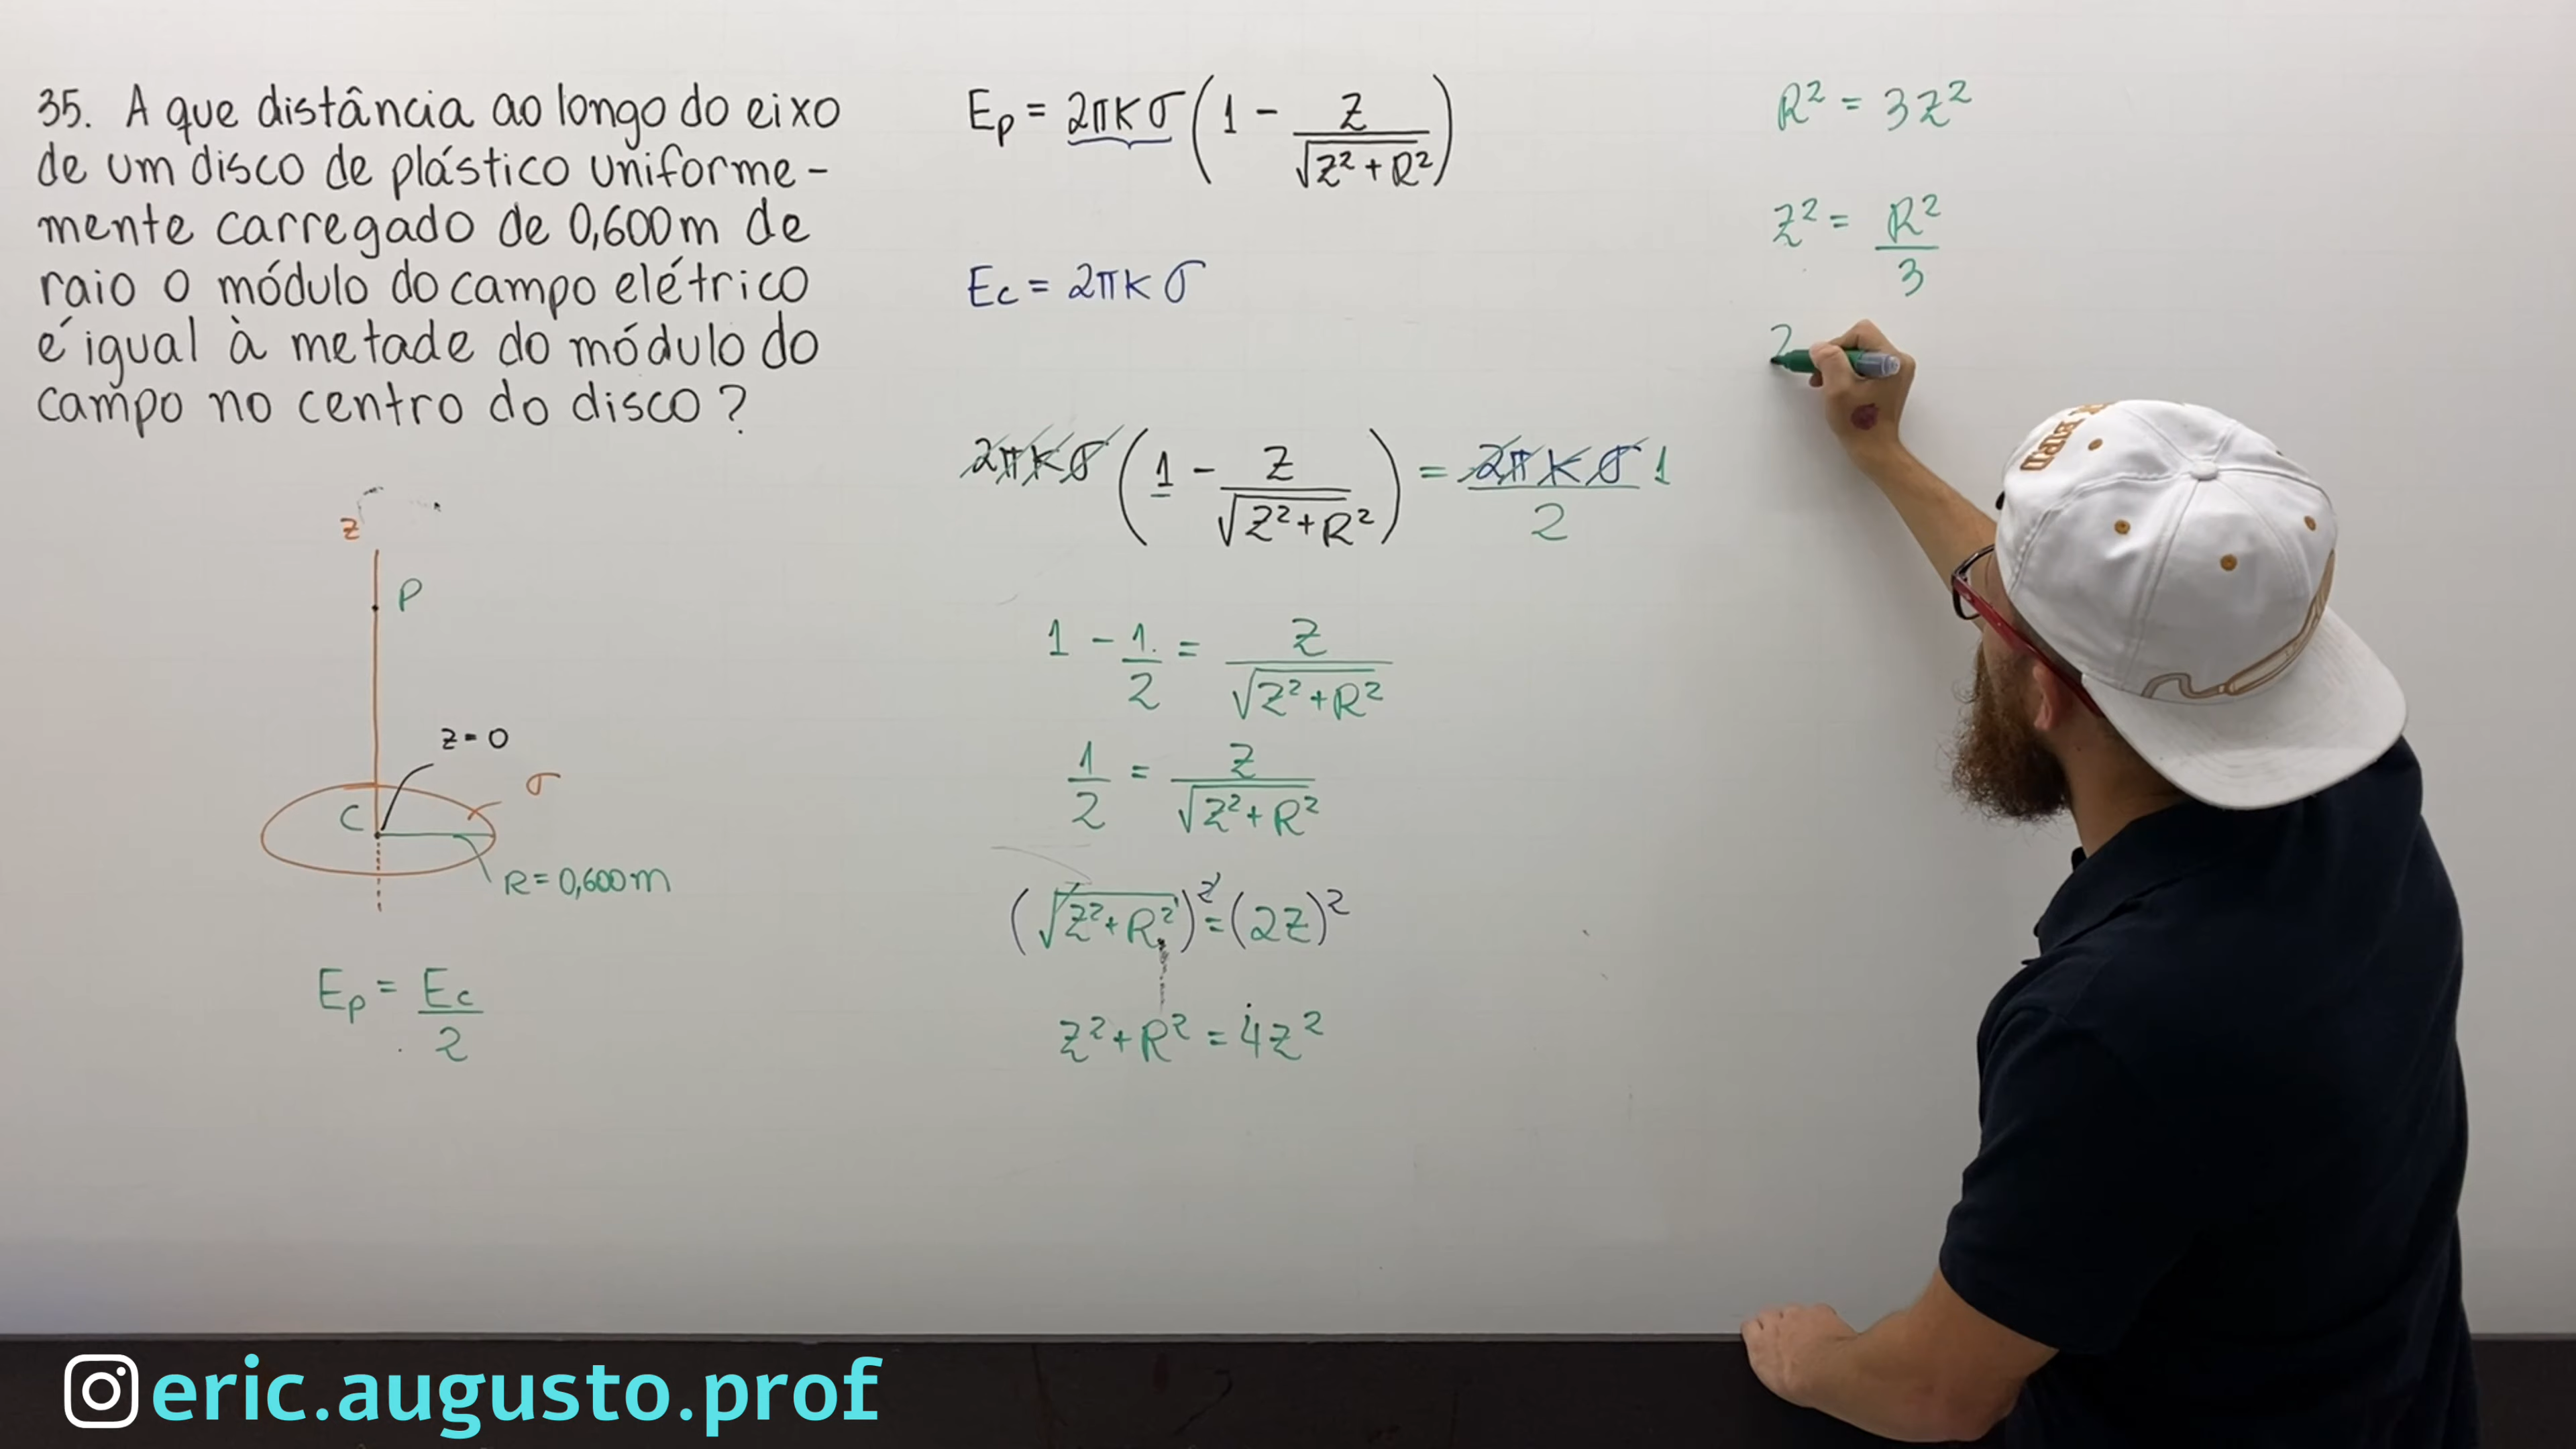 35. A que distância ao longo do eixo
de um disco de plástico uniforme-
mente carregado de 0,600m de
raio o módulo do campo elétrico
é igual à metade do módulo do
campo no centro do disco?
z
P
z=0
σ
C
R=0,600m
Ep = Ec/2
Ep = 2πkσ(1 - z/√(z²+R²))
Ec = 2πkσ
2πkσ(1 - z/√(z²+R²)) = 2πkσ 1/2
1 - 1/2 = z/√(z²+R²)
1/2 = z/√(z²+R²)
(√(z²+R²))² = (2z)²
z²+R² = 4z²
R² = 3z²
z² = R²/3
eric.augusto.prof